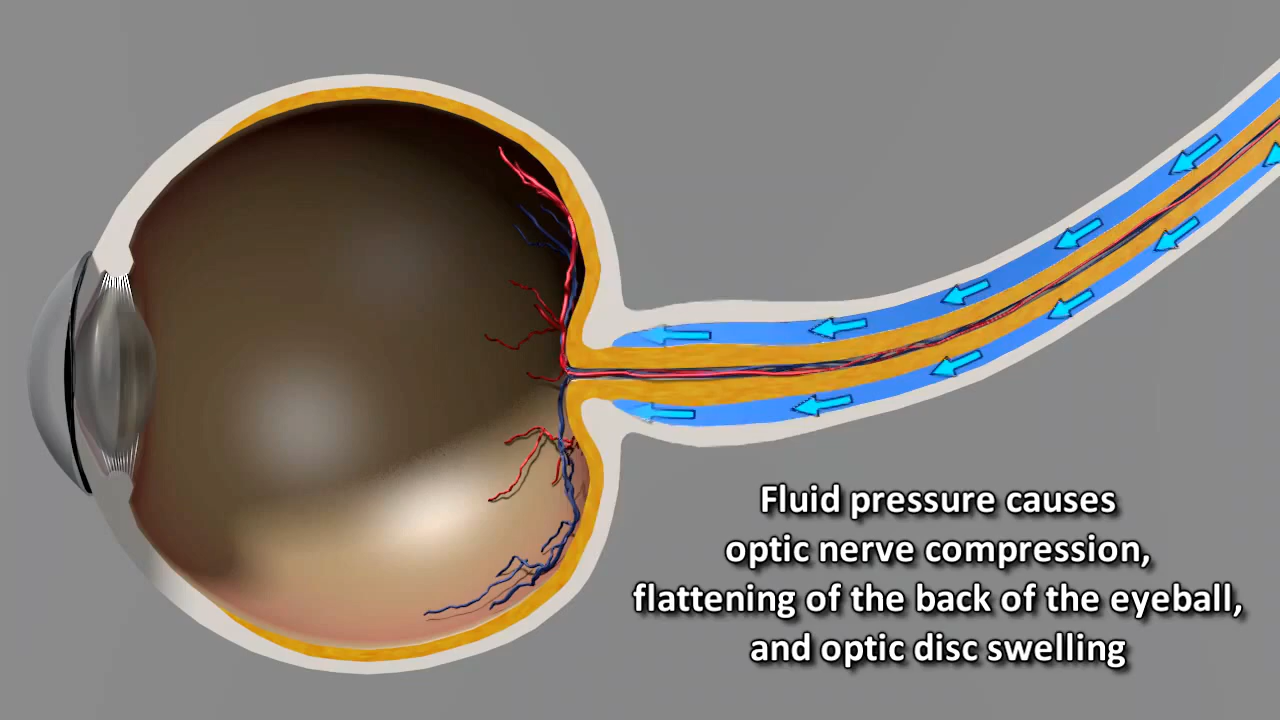 Fluid pressure causes
optic nerve compression,
flattening of the back of the eyeball,
and optic disc swelling